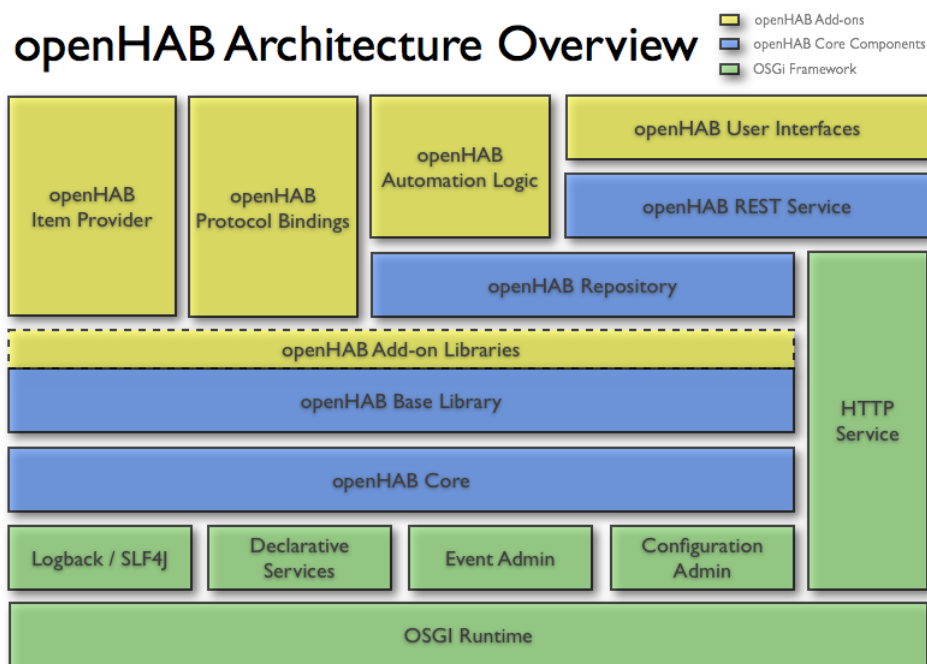 openHAB Architecture Overview
openHAB Add-ons
openHAB Core Components
OSGi Framework
openHAB
Item Provider
openHAB
Protocol Bindings
openHAB
Automation Logic
openHAB User Interfaces
openHAB REST Service
openHAB Repository
openHAB Add-on Libraries
openHAB Base Library
HTTP
Service
openHAB Core
Logback / SLF4J
Declarative
Services
Event Admin
Configuration
Admin
OSGI Runtime